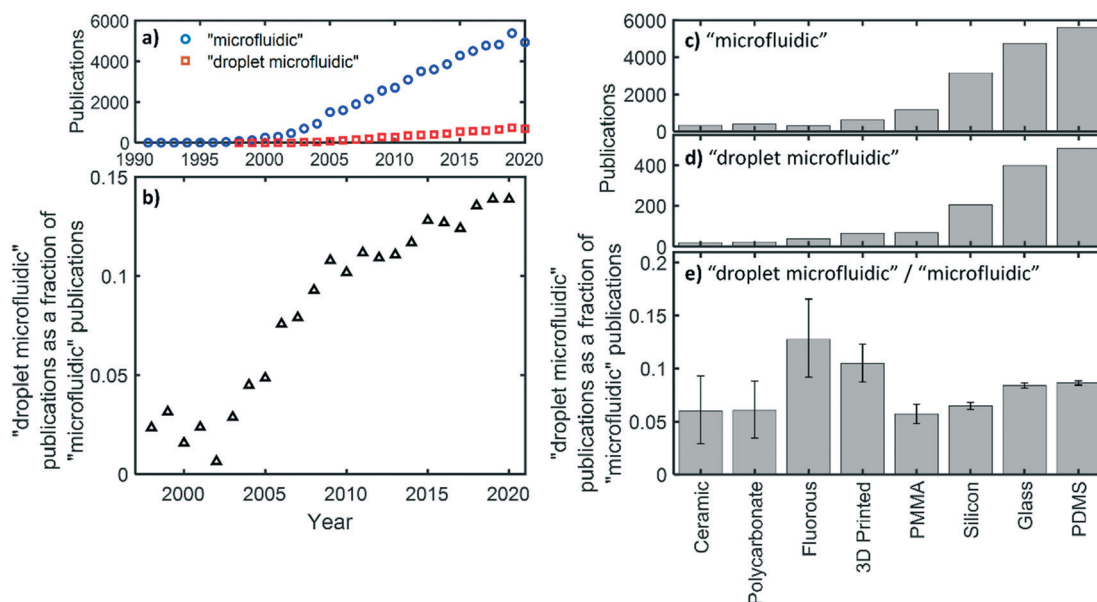 a)
"microfluidic"
"droplet microfluidic"
Publications
6000
4000
2000
0
1990
1995
2000
2005
2010
2015
2020
b)
"droplet microfluidic"
publications as a fraction of
"microfluidic" publications
0.15
0.1
0.05
0
2000
2005
2010
2015
2020
Year
c) “microfluidic”
6000
4000
2000
0
Publications
d) “droplet microfluidic”
400
200
0
e) “droplet microfluidic” / “microfluidic”
"droplet microfluidic"
publications as a fraction of
"microfluidic" publications
0.2
0.15
0.1
0.05
0
Ceramic
Polycarbonate
Fluorous
3D Printed
PMMA
Silicon
Glass
PDMS